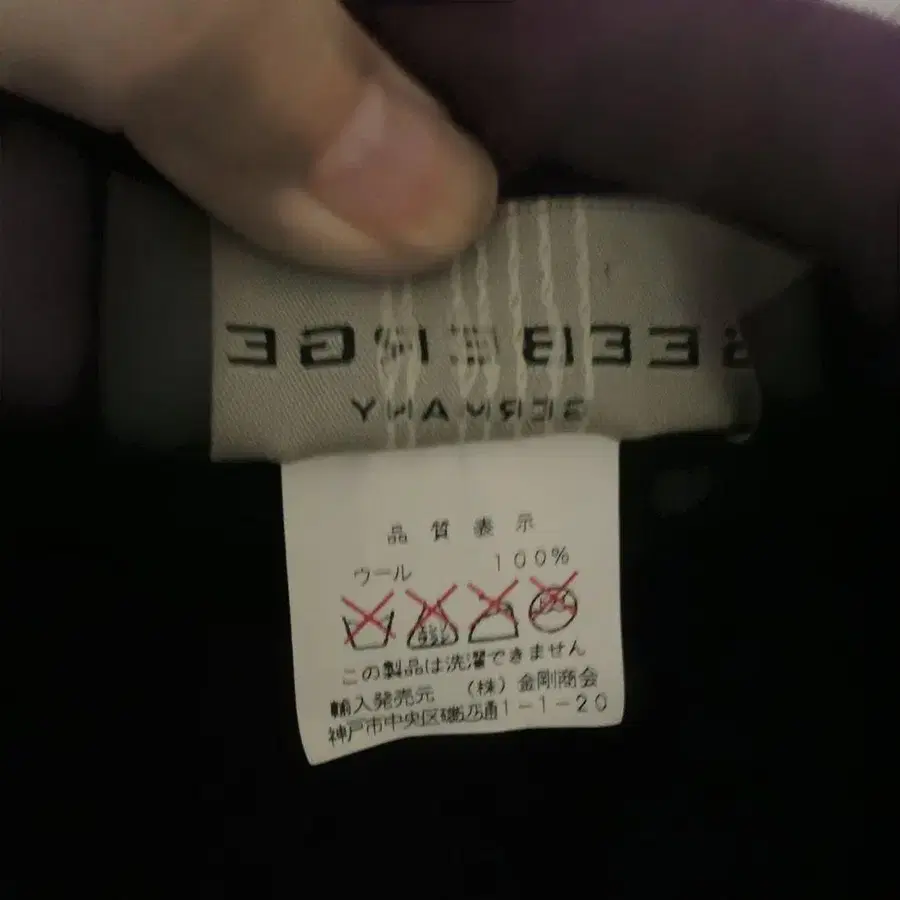 SEEBERGE
GERMANY
品質表示
ウール 100%
この製品は洗濯できません
輸入発売元 (株)金剛商会
神戸市中央区磯辺通1-1-20